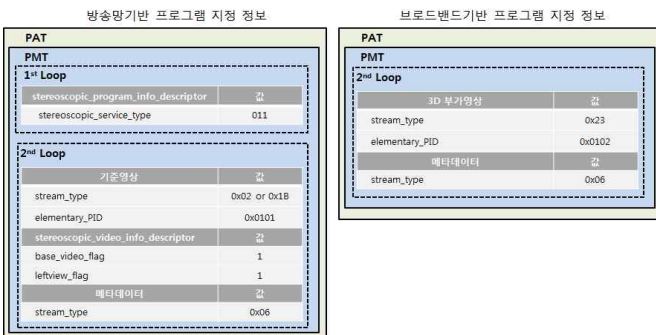 방송망기반 프로그램 지정 정보
PAT
PMT
1st Loop
stereoscopic_program_info_descriptor 값
stereoscopic_service_type 011
2nd Loop
기준영상 값
stream_type 0x02 or 0x1B
elementary_PID 0x0101
stereoscopic_video_info_descriptor 값
base_video_flag 1
leftview_flag 1
메타데이터 값
stream_type 0x06
브로드밴드기반 프로그램 지정 정보
PAT
PMT
2nd Loop
3D 부가영상 값
stream_type 0x23
elementary_PID 0x0102
메타데이터 값
stream_type 0x06